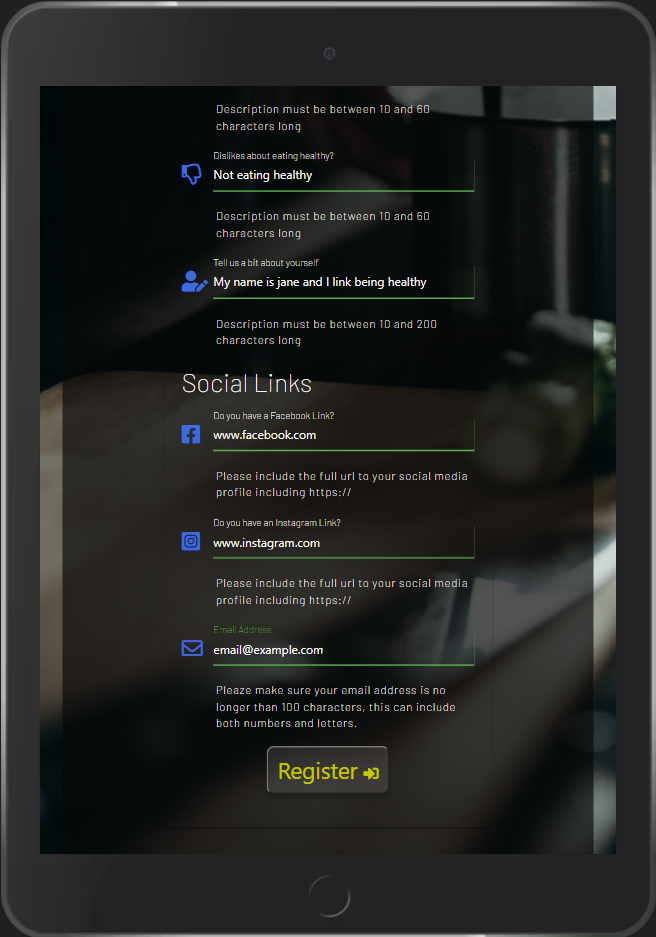 Description must be between 10 and 60
characters long
Dislikes about eating healthy?
Not eating healthy
Description must be between 10 and 60
characters long
Tell us a bit about yourself
My name is jane and I link being healthy
Description must be between 10 and 200
characters long
Social Links
Do you have a Facebook Link?
www.facebook.com
Please include the full url to your social media
profile including https://
Do you have an Instagram Link?
www.instagram.com
Please include the full url to your social media
profile including https://
Email Address
email@example.com
Pleaze make sure your email address is no
longer than 100 characters, this can include
both numbers and letters.
Register